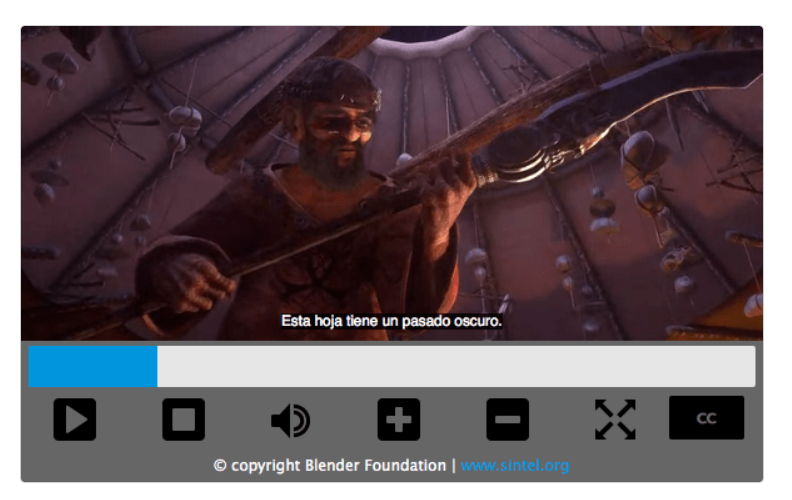 Esta hoja tiene un pasado oscuro.
CC
© copyright Blender Foundation | www.sintel.org